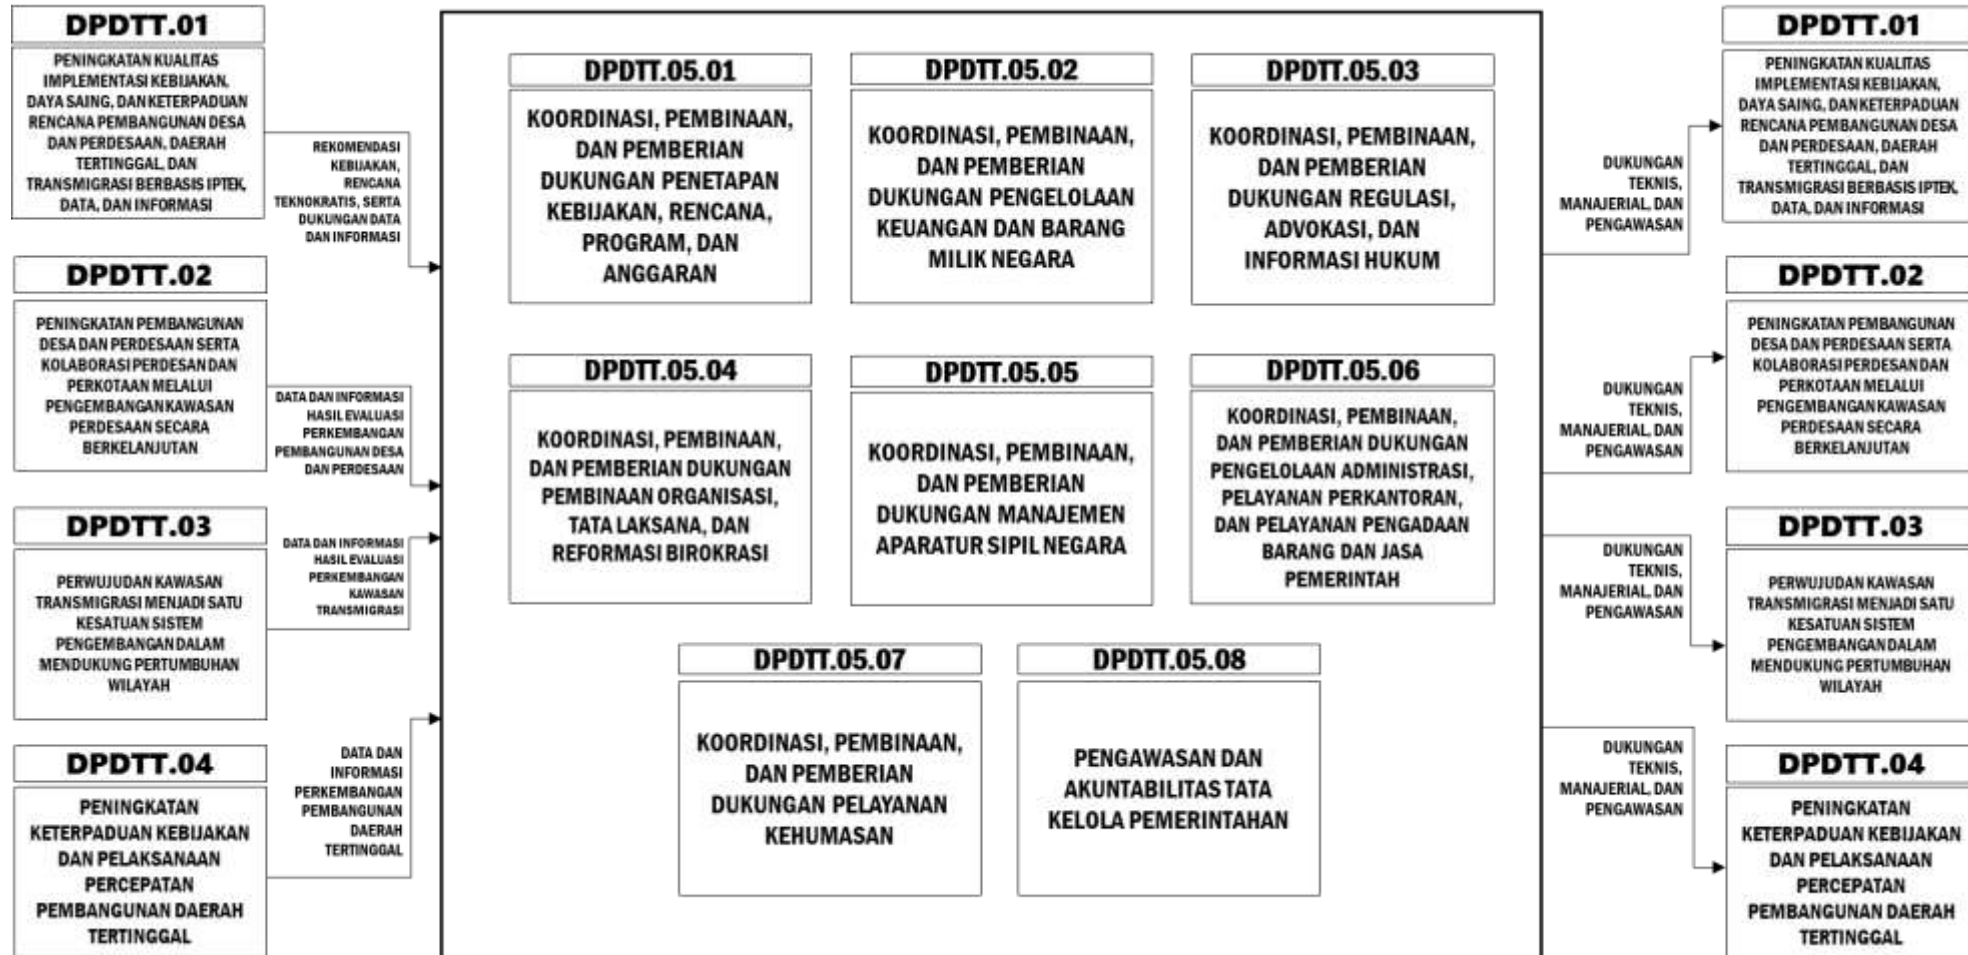 DPDTT.01
PENINGKATAN KUALITAS
IMPLEMENTASI KEBIJAKAN,
DAYA SAING, DAN KETERPADUAN
RENCANA PEMBANGUNAN DESA
DAN PERDESAAN, DAERAH
TERTINGGAL, DAN
TRANSMIGRASI BERBASIS IPTEK,
DATA, DAN INFORMASI
REKOMENDASI
KEBIJAKAN,
RENCANA
TEKNOKRATIS, SERTA
DUKUNGAN DATA
DAN INFORMASI
DPDTT.02
PENINGKATAN PEMBANGUNAN
DESA DAN PERDESAAN SERTA
KOLABORASI PERDESAN DAN
PERKOTAAN MELALUI
PENGEMBANGAN KAWASAN
PERDESAAN SECARA
BERKELANJUTAN
DATA DAN INFORMASI
HASIL EVALUASI
PERKEMBANGAN
PEMBANGUNAN DESA
DAN PERDESAAN
DPDTT.03
PERWUJUDAN KAWASAN
TRANSMIGRASI MENJADI SATU
KESATUAN SISTEM
PENGEMBANGAN DALAM
MENDUKUNG PERTUMBUHAN
WILAYAH
DATA DAN INFORMASI
HASIL EVALUASI
PERKEMBANGAN
KAWASAN
TRANSMIGRASI
DPDTT.04
PENINGKATAN
KETERPADUAN KEBIJAKAN
DAN PELAKSANAAN
PERCEPATAN
PEMBANGUNAN DAERAH
TERTINGGAL
DATA DAN
INFORMASI
PERKEMBANGAN
PEMBANGUNAN
DAERAH
TERTINGGAL
DPDTT.05.01
KOORDINASI, PEMBINAAN,
DAN PEMBERIAN
DUKUNGAN PENETAPAN
KEBIJAKAN, RENCANA,
PROGRAM, DAN
ANGGARAN
DPDTT.05.02
KOORDINASI, PEMBINAAN,
DAN PEMBERIAN
DUKUNGAN PENGELOLAAN
KEUANGAN DAN BARANG
MILIK NEGARA
DPDTT.05.03
KOORDINASI, PEMBINAAN,
DAN PEMBERIAN
DUKUNGAN REGULASI,
ADVOKASI, DAN
INFORMASI HUKUM
DPDTT.05.04
KOORDINASI, PEMBINAAN,
DAN PEMBERIAN DUKUNGAN
PEMBINAAN ORGANISASI,
TATA LAKSANA, DAN
REFORMASI BIROKRASI
DPDTT.05.05
KOORDINASI, PEMBINAAN,
DAN PEMBERIAN
DUKUNGAN MANAJEMEN
APARATUR SIPIL NEGARA
DPDTT.05.06
KOORDINASI, PEMBINAAN,
DAN PEMBERIAN DUKUNGAN
PENGELOLAAN ADMINISTRASI,
PELAYANAN PERKANTORAN,
DAN PELAYANAN PENGADAAN
BARANG DAN JASA
PEMERINTAH
DPDTT.05.07
KOORDINASI, PEMBINAAN,
DAN PEMBERIAN
DUKUNGAN PELAYANAN
KEHUMASAN
DPDTT.05.08
PENGAWASAN DAN
AKUNTABILITAS TATA
KELOLA PEMERINTAHAN
DUKUNGAN
TEKNIS,
MANAJERIAL, DAN
PENGAWASAN
DPDTT.01
PENINGKATAN KUALITAS
IMPLEMENTASI KEBIJAKAN,
DAYA SAING, DAN KETERPADUAN
RENCANA PEMBANGUNAN DESA
DAN PERDESAAN, DAERAH
TERTINGGAL, DAN
TRANSMIGRASI BERBASIS IPTEK,
DATA, DAN INFORMASI
DUKUNGAN
TEKNIS,
MANAJERIAL, DAN
PENGAWASAN
DPDTT.02
PENINGKATAN PEMBANGUNAN
DESA DAN PERDESAAN SERTA
KOLABORASI PERDESAN DAN
PERKOTAAN MELALUI
PENGEMBANGAN KAWASAN
PERDESAAN SECARA
BERKELANJUTAN
DUKUNGAN
TEKNIS,
MANAJERIAL, DAN
PENGAWASAN
DPDTT.03
PERWUJUDAN KAWASAN
TRANSMIGRASI MENJADI SATU
KESATUAN SISTEM
PENGEMBANGAN DALAM
MENDUKUNG PERTUMBUHAN
WILAYAH
DUKUNGAN
TEKNIS,
MANAJERIAL, DAN
PENGAWASAN
DPDTT.04
PENINGKATAN
KETERPADUAN KEBIJAKAN
DAN PELAKSANAAN
PERCEPATAN
PEMBANGUNAN DAERAH
TERTINGGAL